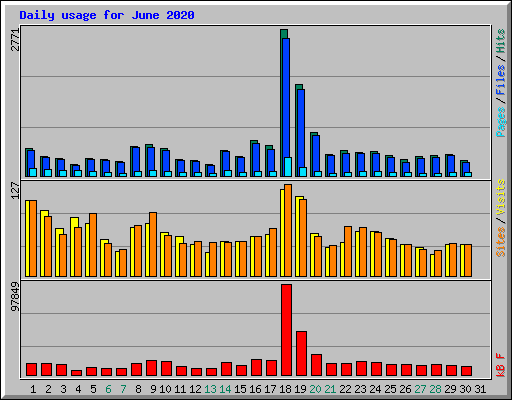 Daily usage for June 2020
2771
Pages / Files / Hits
127
Sites / Visits
97849
kB F
1 2 3 4 5 6 7 8 9 10 11 12 13 14 15 16 17 18 19 20 21 22 23 24 25 26 27 28 29 30 31